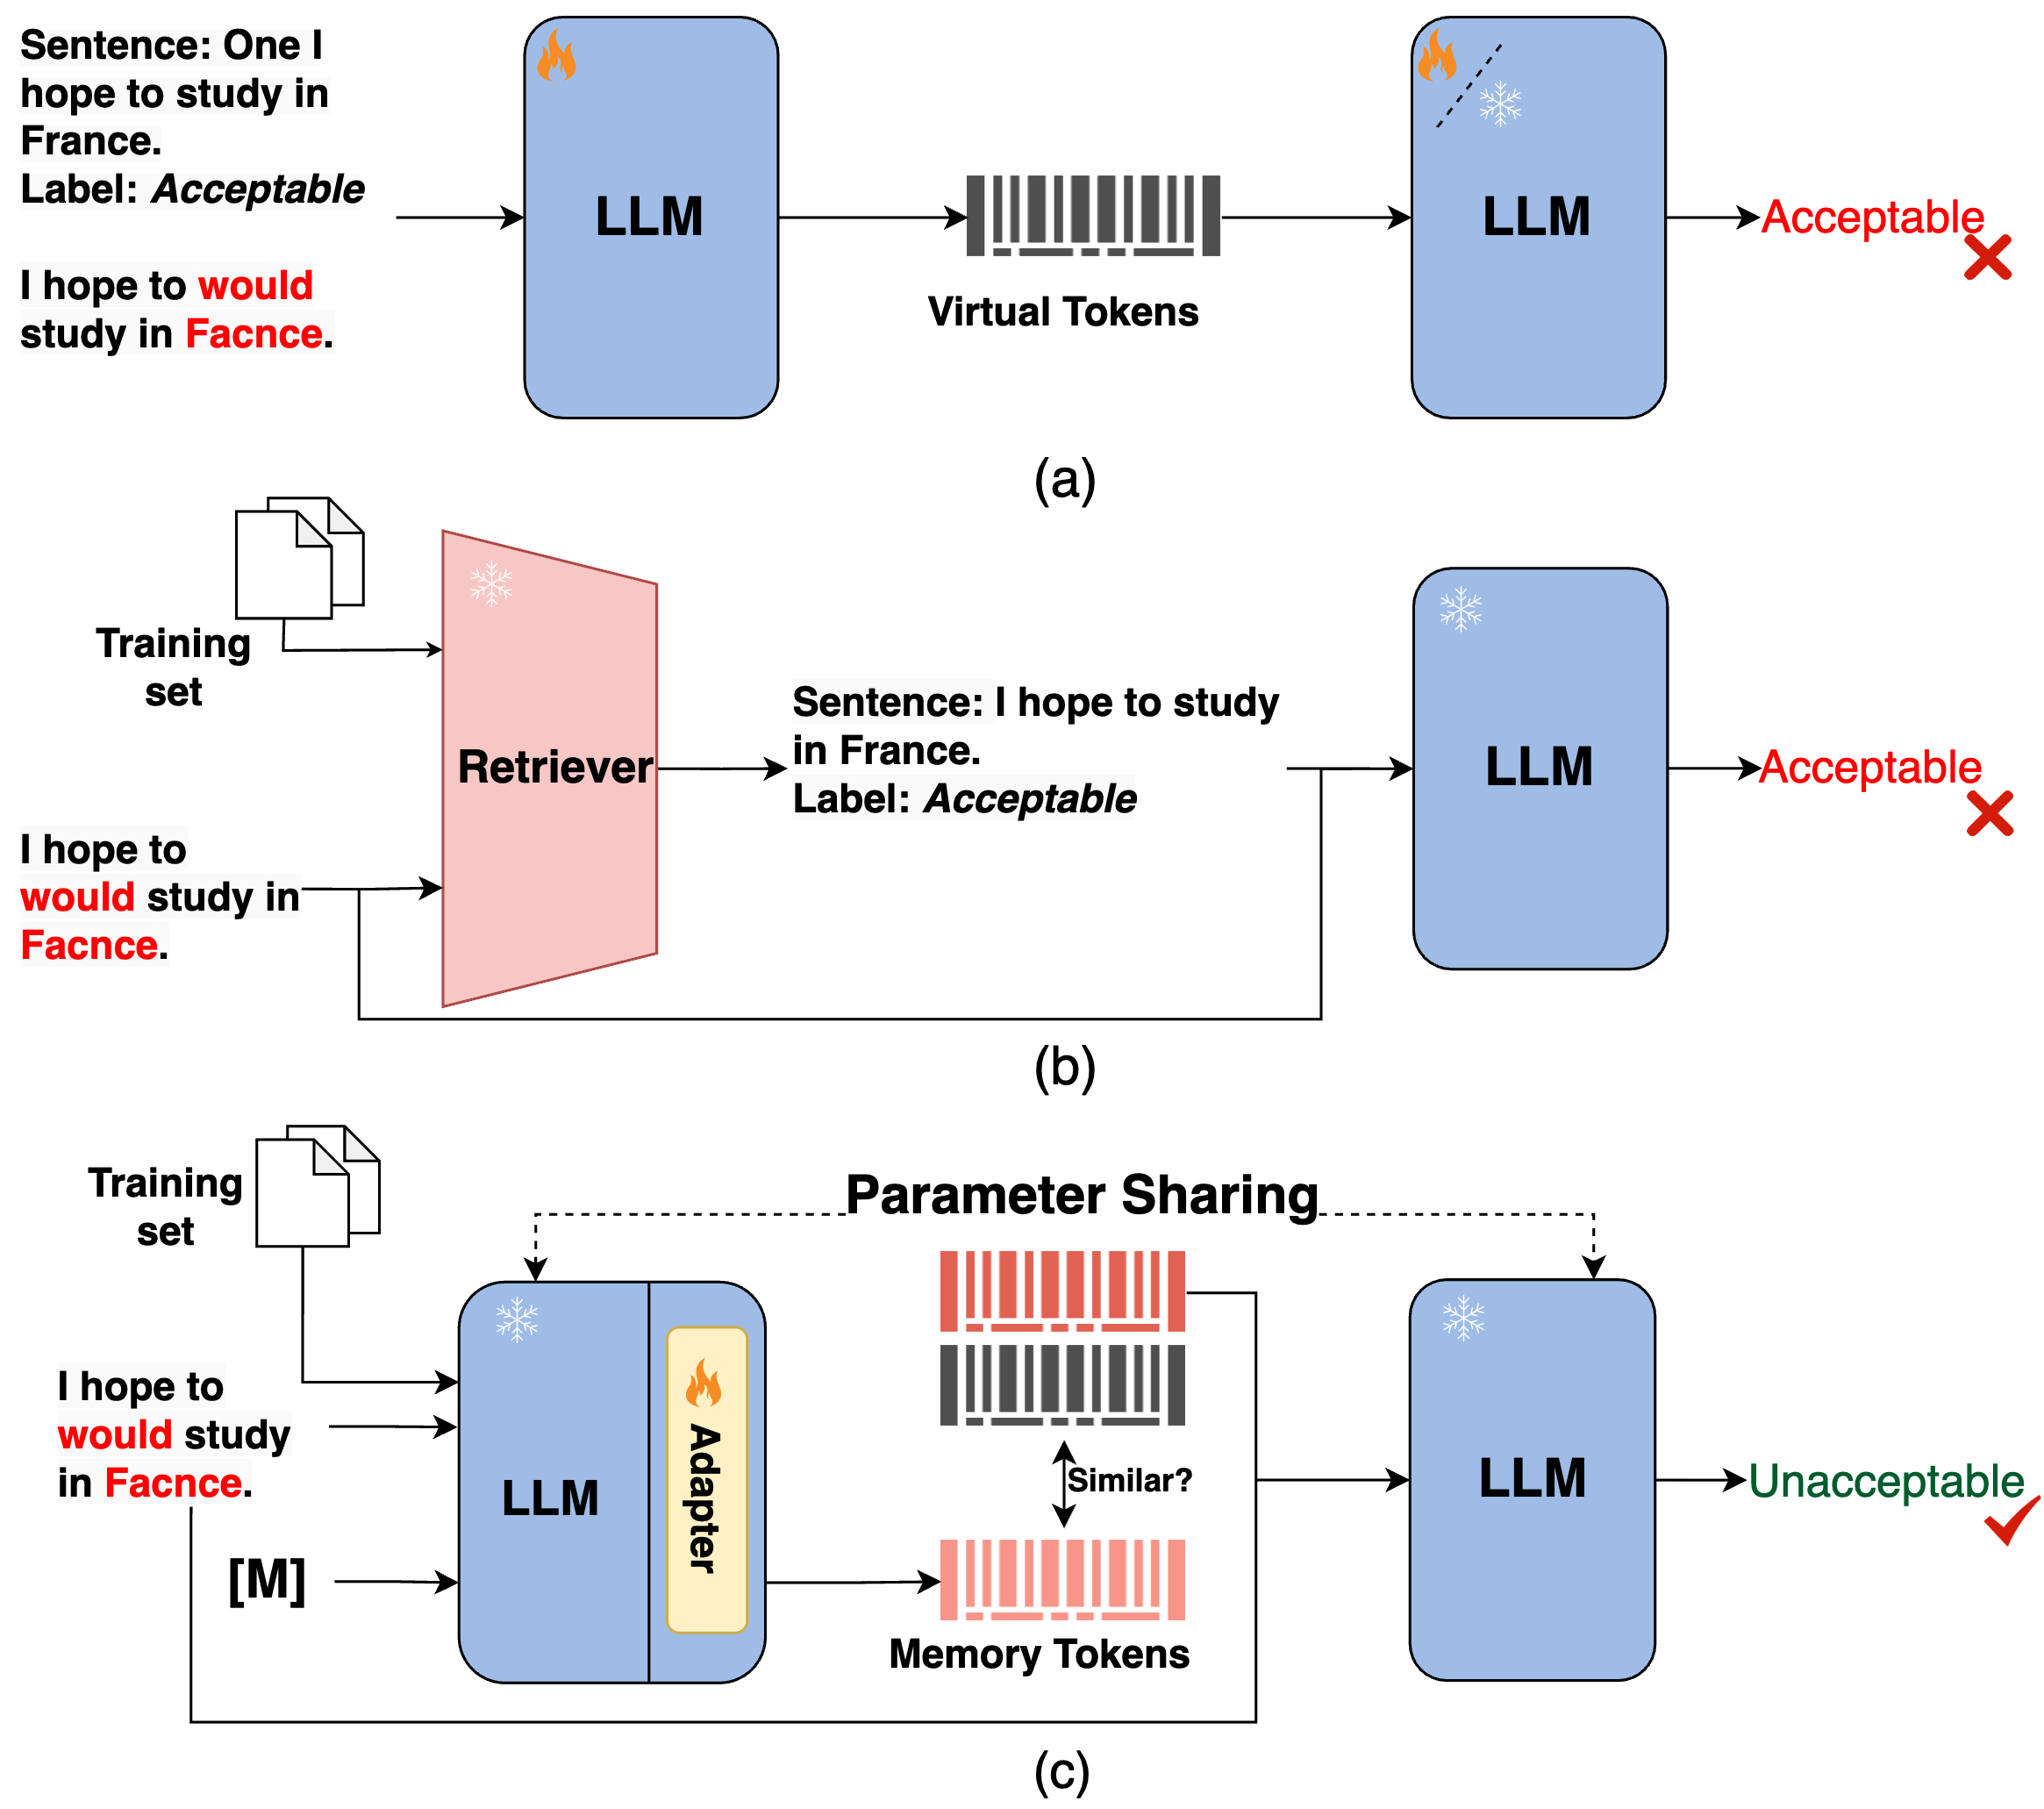 Sentence: One I
hope to study in
France.
Label: Acceptable
I hope to would
study in Facnce.
LLM
Virtual Tokens
LLM
Acceptable
(a)
Training
set
Retriever
I hope to
would study in
Facnce.
Sentence: I hope to study
in France.
Label: Acceptable
LLM
Acceptable
(b)
Training
set
Parameter Sharing
I hope to
would study
in Facnce.
[M]
LLM
Adapter
Similar?
Memory Tokens
LLM
Unacceptable
(c)